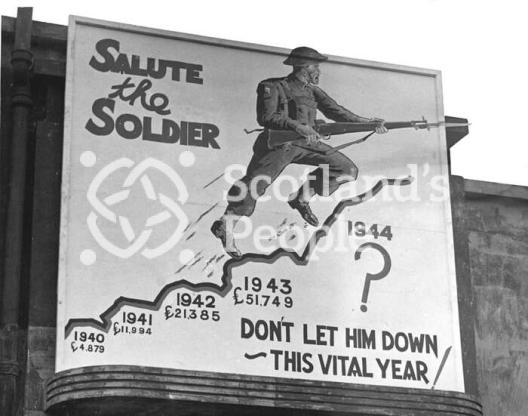 SALUTE
the
SOLDIER
1940
£4.879
1941
£11,994
1942
£21,385
1943
£51,749
1944
?
DON'T LET HIM DOWN
~THIS VITAL YEAR!
Scotland's
People